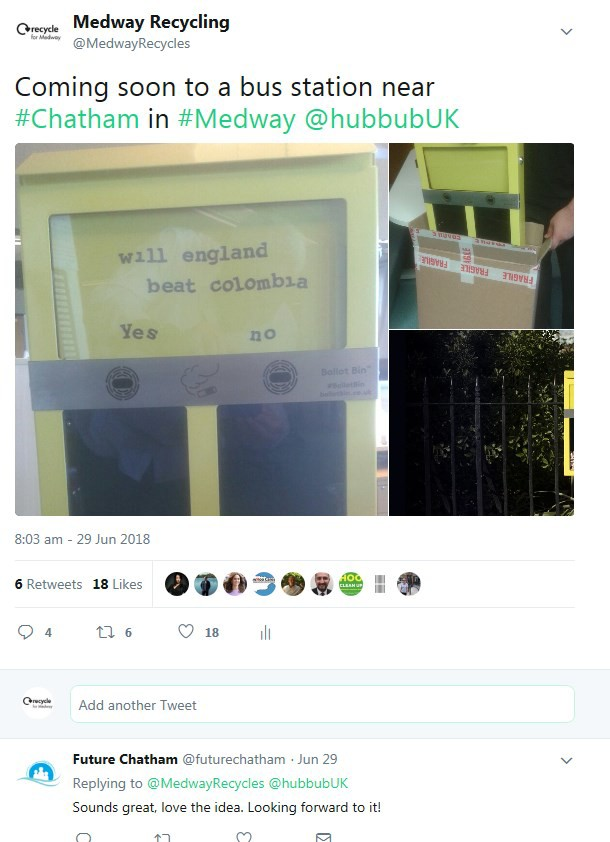 recycle
for Medway
Medway Recycling
@MedwayRecycles
Coming soon to a bus station near
#Chatham in #Medway @hubbubUK
will england
beat colombia
Yes no
Ballot Bin™
#BallotBin
ballotbin.co.uk
FRAGILE FRAGILE FRAGILE
8:03 am - 29 Jun 2018
6 Retweets 18 Likes
HOO
CLEAN UP
4 6 18
recycle
for Medway
Add another Tweet
Future Chatham @futurechatham · Jun 29
Replying to @MedwayRecycles @hubbubUK
Sounds great, love the idea. Looking forward to it!